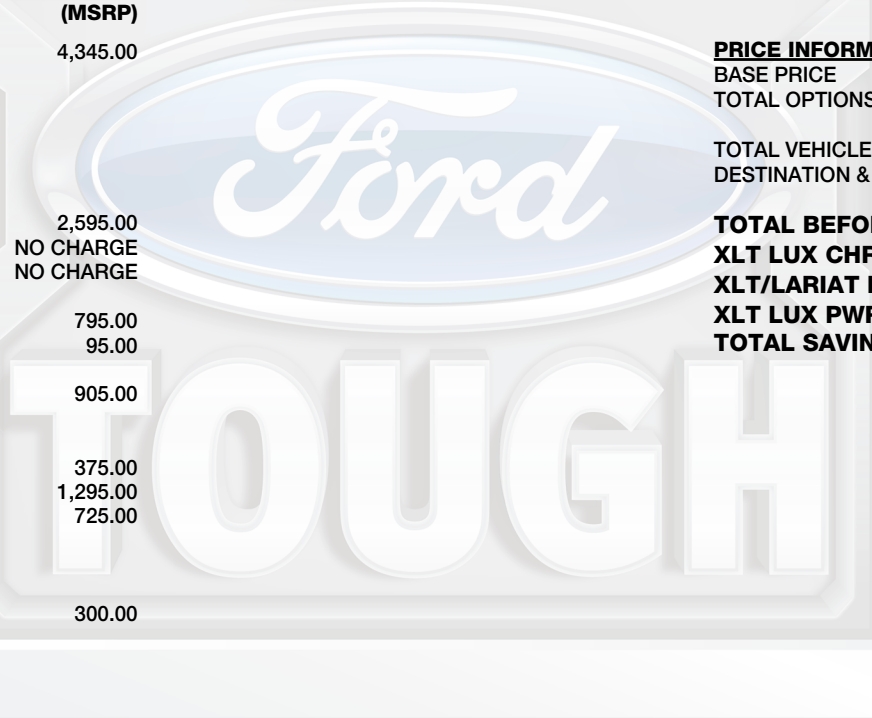 (MSRP)
4,345.00
2,595.00
NO CHARGE
NO CHARGE
795.00
95.00
905.00
375.00
1,295.00
725.00
300.00
PRICE INFORM
BASE PRICE
TOTAL OPTIONS
TOTAL VEHICLE
DESTINATION &
TOTAL BEFO
XLT LUX CHR
XLT/LARIAT
XLT LUX PWR
TOTAL SAVIN
Ford
TOUGH